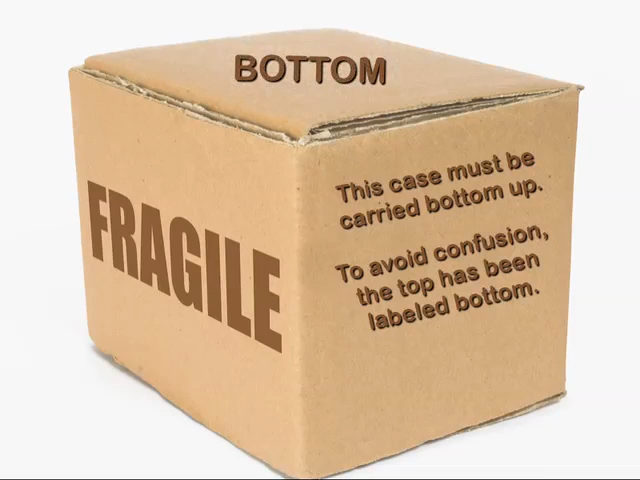 BOTTOM
FRAGILE
This case must be
carried bottom up.
To avoid confusion,
the top has been
labeled bottom.